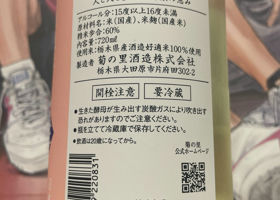 アルコール分:15度以上16度未満
原材料名:米(国産)、米麹(国産米)
精米歩合:60%
内容量:720㎖
栃木県産酒造好適米100%使用
製造者 菊の里酒造株式会社
栃木県大田原市片府田302-2
開栓注意 要冷蔵
●生きた酵母が生み出す炭酸ガスにより吹き出す
恐れがありますのでご注意ください。
●瓶を立てて冷蔵庫で保存してください。
●飲酒は20歳になってから。
菊の里
公式ホームページ
220831